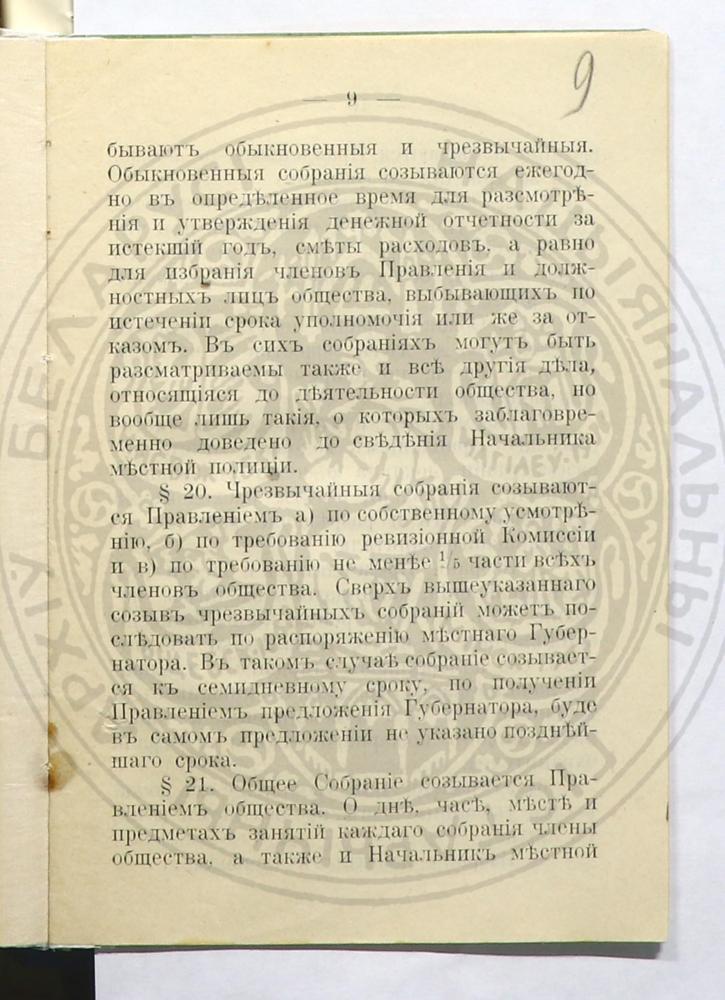 9
— 9 —
бываютъ обыкновенныя и чрезвычайныя.
Обыкновенныя собранія созываются ежегод-
но въ опредѣленное время для разсмотрѣ-
нія и утвержденія денежной отчетности за
истекшій годъ, смѣты расходовъ, а равно
для избранія членовъ Правленія и долж-
ностныхъ лицъ общества, выбывающихъ по
истеченіи срока уполномочія или же за от-
казомъ. Въ сихъ собраніяхъ могутъ быть
разсматриваемы также и всѣ другія дѣла,
относящіяся до дѣятельности общества, но
вообще лишь такія, о которыхъ заблаговре-
менно доведено до свѣдѣнія Начальника
мѣстной полиціи.
§ 20. Чрезвычайныя собранія созывают-
ся Правленіемъ а) по собственному усмотрѣ-
нію, б) по требованію ревизіонной Комиссіи
и в) по требованію не менѣе ¹/₅ части всѣхъ
членовъ общества. Сверхъ вышеуказаннаго
созывъ чрезвычайныхъ собраній можетъ по-
слѣдовать по распоряженію мѣстнаго Губер-
натора. Въ такомъ случаѣ собраніе созывает-
ся къ семидневному сроку, по полученіи
Правленіемъ предложенія Губернатора, буде
въ самомъ предложеніи не указано позднѣй-
шаго срока.
§ 21. Общее Собраніе созывается Пра-
вленіемъ общества. О днѣ, часѣ, мѣстѣ и
предметахъ занятій каждаго собранія члены
общества, а также и Начальникъ мѣстной